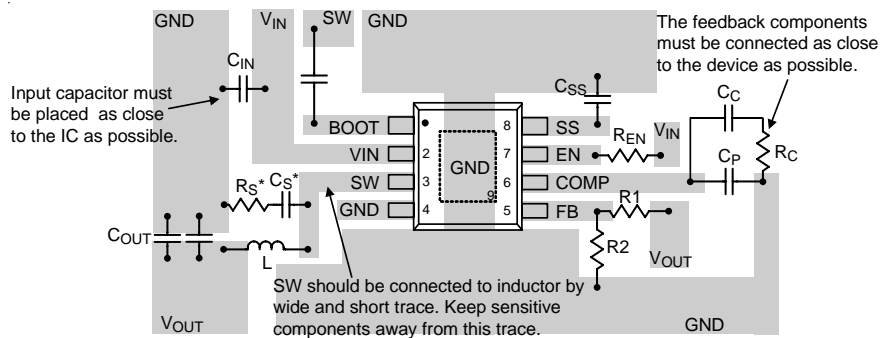 GND
VIN
SW
GND
The feedback components
must be connected as close
to the device as possible.
CIN
Input capacitor must
be placed as close
to the IC as possible.
CSS
CC
BOOT
8
SS
REN
VIN
RC
VIN
2
GND
7
EN
CP
RS*
CS*
SW
3
6
COMP
9
R1
GND
4
5
FB
COUT
R2
L
VOUT
SW should be connected to inductor by
wide and short trace. Keep sensitive
components away from this trace.
VOUT
GND